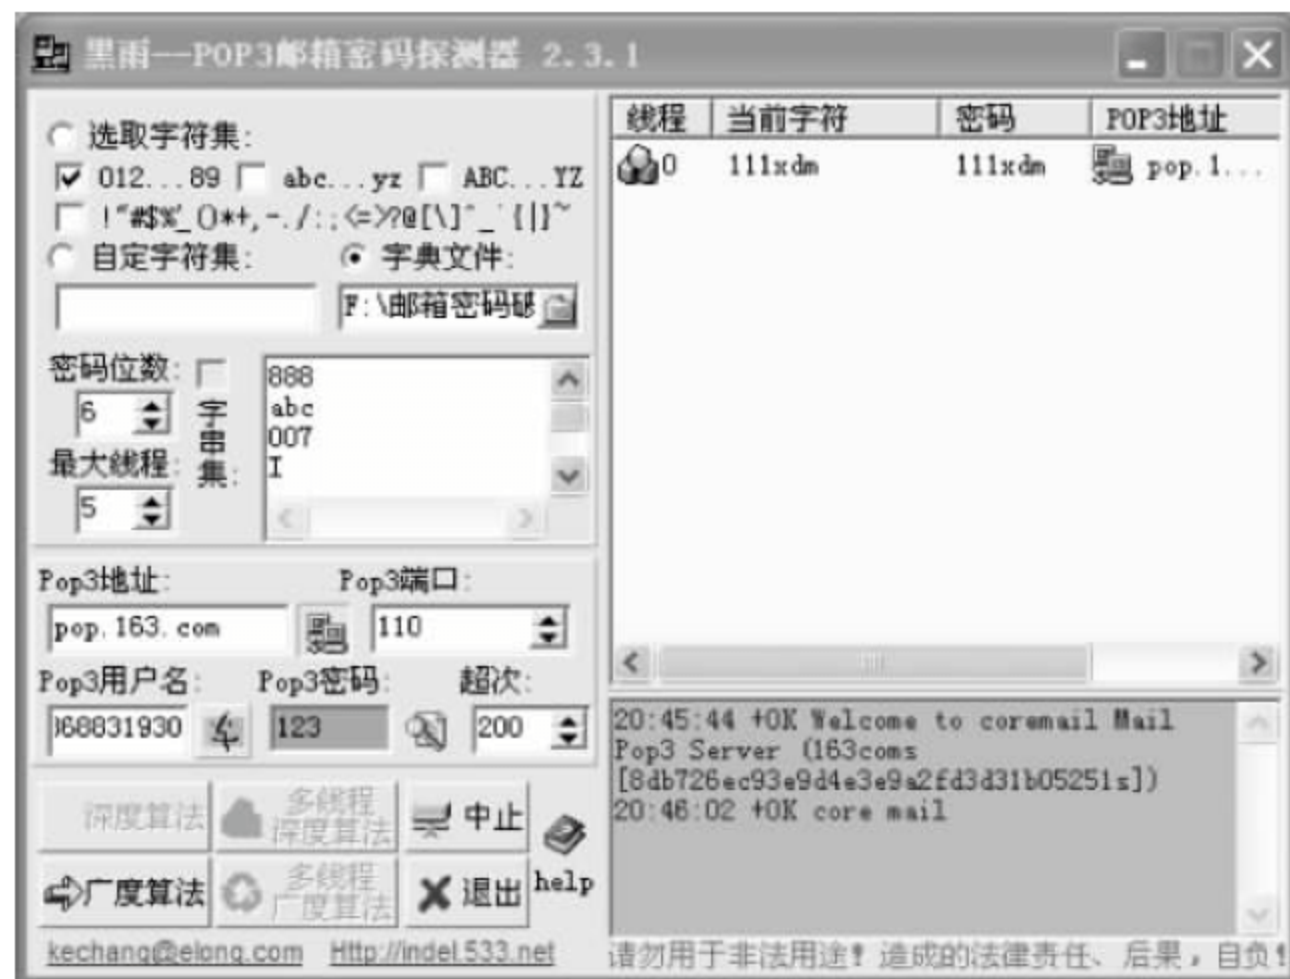 黑雨——POP3邮箱密码探测器 2.3.1
选取字符集:
012...89 abc...yz ABC...YZ
!"#$%'_()*+,-./:;<=>?@[\]^_`{|}~
自定字符集: 字典文件:
F:\邮箱密码
密码位数: 字串集:
6
最大线程:
5
888
abc
007
I
Pop3地址: Pop3端口:
pop.163.com 110
Pop3用户名: Pop3密码: 超次:
68831930 123 200
深度算法 多线程深度算法 中止
广度算法 多线程广度算法 退出 help
kechang@elong.com Http://indel.533.net
线程 当前字符 密码 POP3地址
0 111xdm 111xdm pop.1...
20:45:44 +OK Welcome to coremail Mail
Pop3 Server (163coms
[8db726ec93e9d4e3e9a2fd3d31b05251s])
20:46:02 +OK core mail
请勿用于非法用途! 造成的法律责任、后果,自负!